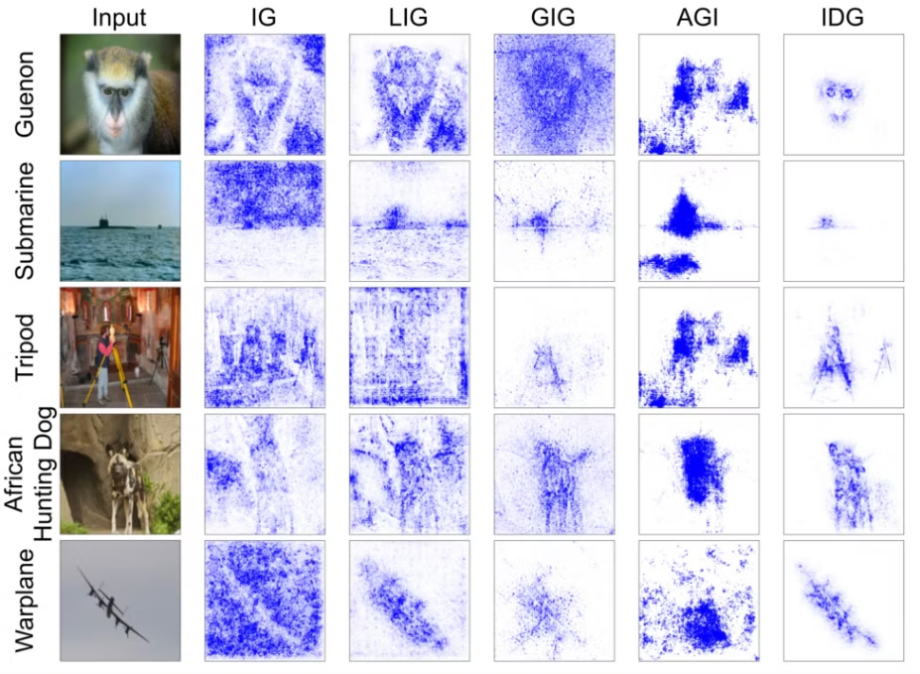 Input IG LIG GIG AGI IDG
Guenon
Submarine
Tripod
African
Hunting Dog
Warplane